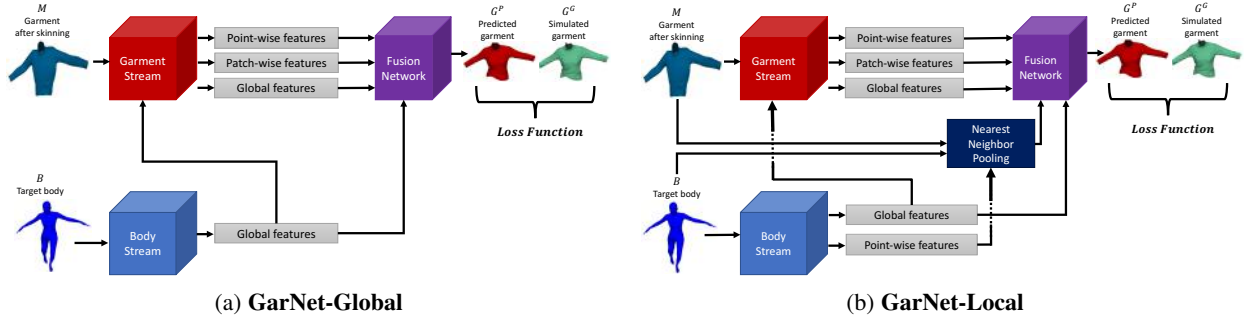 M
Garment
after skinning
Garment
Stream
Point-wise features
Patch-wise features
Global features
Fusion
Network
G^P
Predicted
garment
G^G
Simulated
garment
Loss Function
B
Target body
Body
Stream
Global features
(a) GarNet-Global
M
Garment
after skinning
Garment
Stream
Point-wise features
Patch-wise features
Global features
Fusion
Network
G^P
Predicted
garment
G^G
Simulated
garment
Loss Function
Nearest
Neighbor
Pooling
B
Target body
Body
Stream
Global features
Point-wise features
(b) GarNet-Local